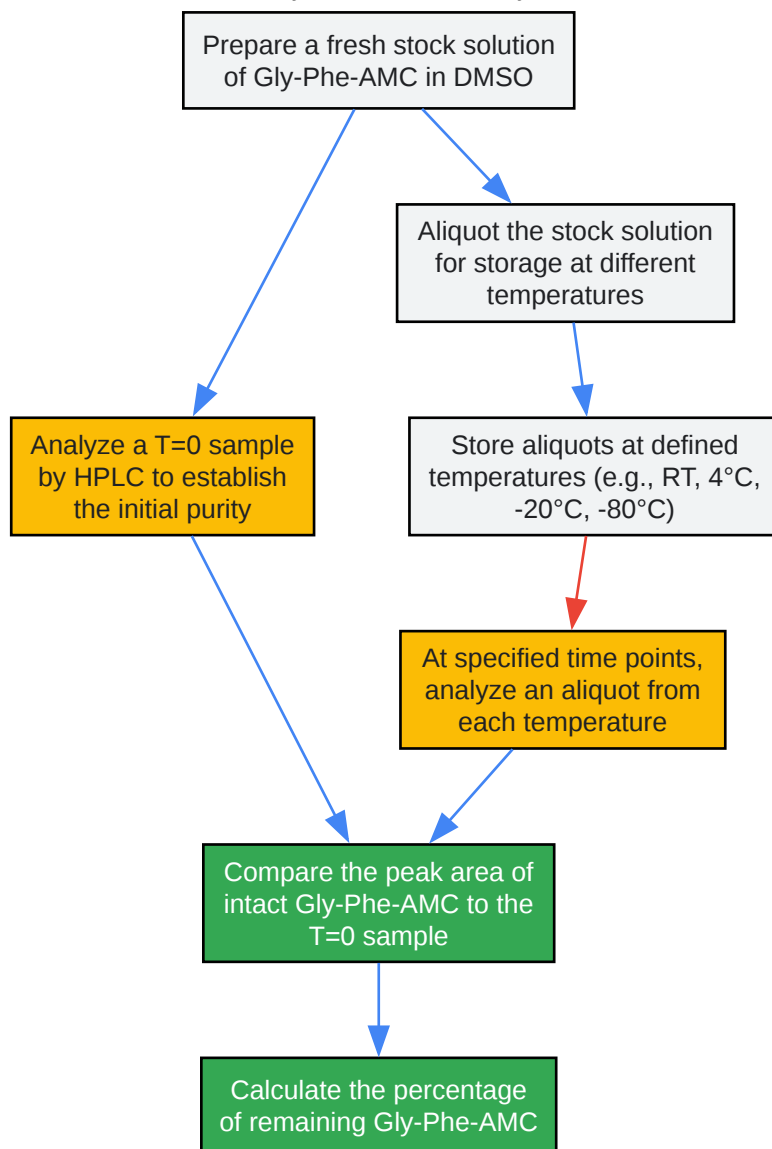 Prepare a fresh stock solution
of Gly-Phe-AMC in DMSO
Aliquot the stock solution
for storage at different
temperatures
Analyze a T=0 sample
by HPLC to establish
the initial purity
Store aliquots at defined
temperatures (e.g., RT, 4°C,
-20°C, -80°C)
At specified time points,
analyze an aliquot from
each temperature
Compare the peak area of
intact Gly-Phe-AMC to the
T=0 sample
Calculate the percentage
of remaining Gly-Phe-AMC